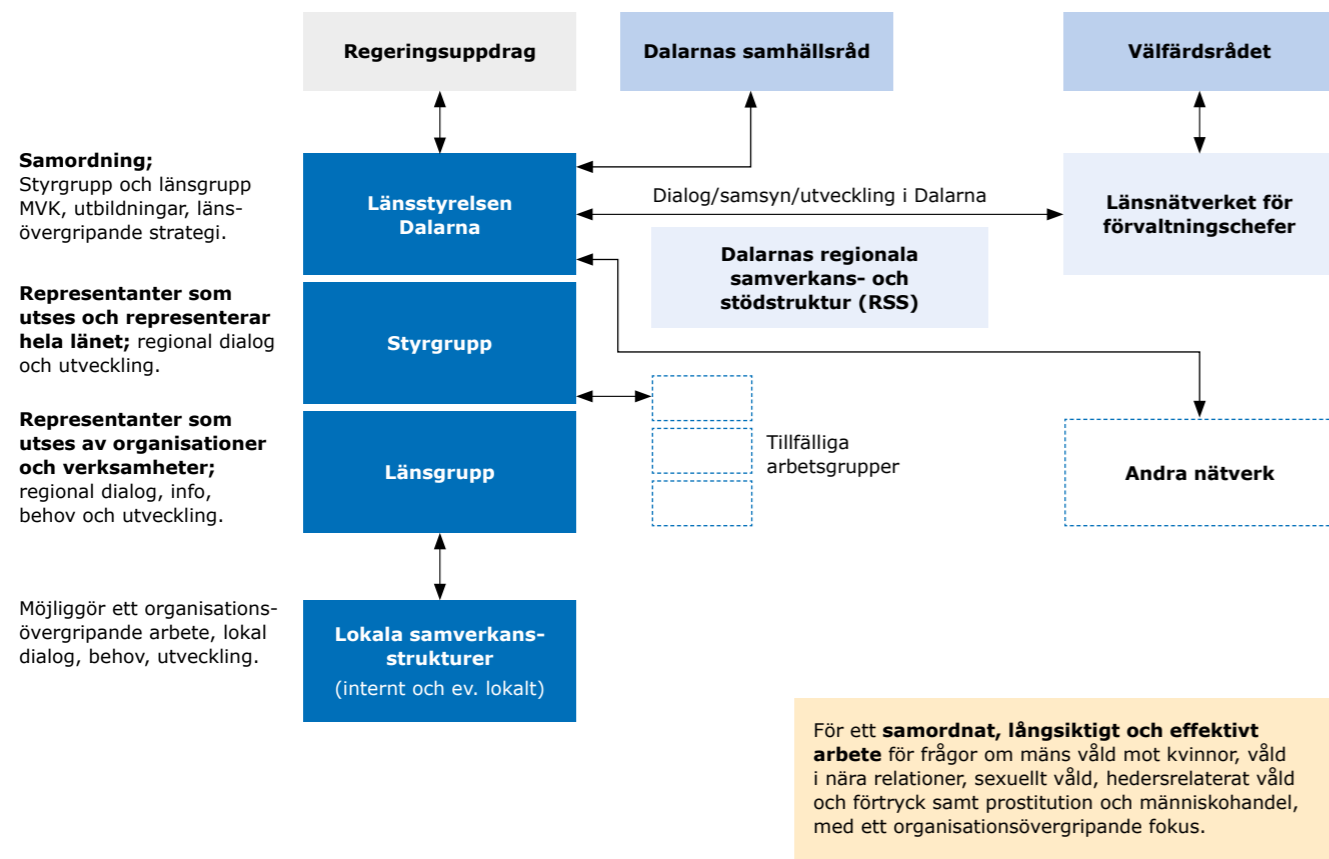 Regeringsuppdrag
Dalarnas samhällsråd
Välfärdsrådet
Samordning;
Styrgrupp och länsgrupp
MVK, utbildningar, läns-
övergripande strategi.
Länsstyrelsen
Dalarna
Dialog/samsyn/utveckling i Dalarna
Länsnätverket för
förvaltningschefer
Dalarnas regionala
samverkans- och
stödstruktur (RSS)
Representanter som
utses och representerar
hela länet; regional dialog
och utveckling.
Styrgrupp
Representanter som
utses av organisationer
och verksamheter;
regional dialog, info,
behov och utveckling.
Länsgrupp
Tillfälliga
arbetsgrupper
Andra nätverk
Möjliggör ett organisations-
övergripande arbete, lokal
dialog, behov, utveckling.
Lokala samverkans-
strukturer
(internt och ev. lokalt)
För ett samordnat, långsiktigt och effektivt
arbete för frågor om mäns våld mot kvinnor, våld
i nära relationer, sexuellt våld, hedersrelaterat våld
och förtryck samt prostitution och människohandel,
med ett organisationsövergripande fokus.